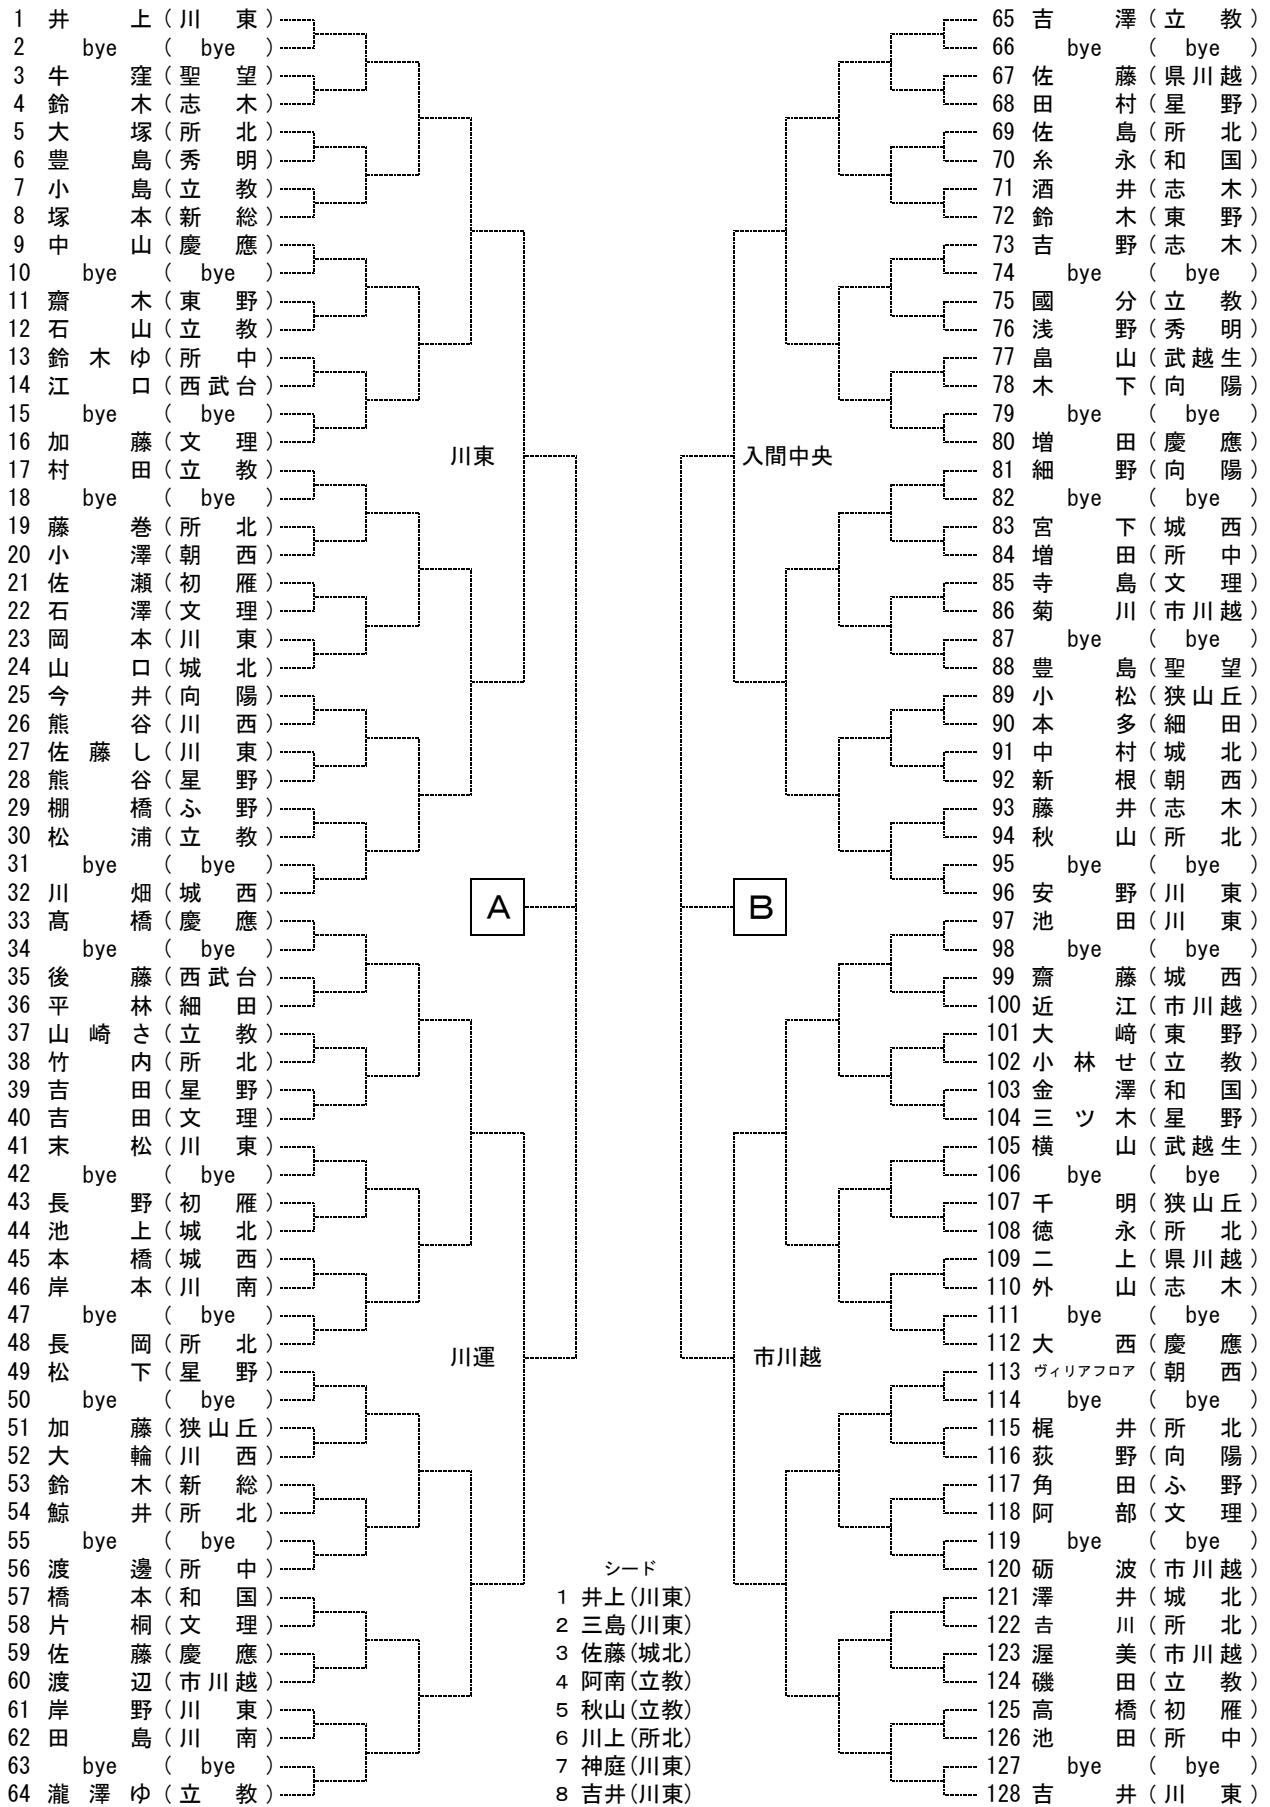 1 井上（川東）
2 bye （ bye ）
3 牛窪（聖望）
4 鈴木（志木）
5 大塚（所北）
6 豊島（秀明）
7 小島（立教）
8 塚本（新総）
9 中山（慶應）
10 bye （ bye ）
11 齋木（東野）
12 石山（立教）
13 鈴木ゆ（所中）
14 江口（西武台）
15 bye （ bye ）
16 加藤（文理）
17 村田（立教）
18 bye （ bye ）
19 藤巻（所北）
20 小澤（朝西）
21 佐瀬（初雁）
22 石澤（文理）
23 岡本（川東）
24 山口（城北）
25 今井（向陽）
26 熊谷（川西）
27 佐藤し（川東）
28 熊谷（星野）
29 棚橋（ふ野）
30 松浦（立教）
31 bye （ bye ）
32 川畑（城西）
33 髙橋（慶應）
34 bye （ bye ）
35 後藤（西武台）
36 平林（細田）
37 山崎さ（立教）
38 竹内（所北）
39 吉田（星野）
40 吉田（文理）
41 末松（川東）
42 bye （ bye ）
43 長野（初雁）
44 池上（城北）
45 本橋（城西）
46 岸本（川南）
47 bye （ bye ）
48 長岡（所北）
49 松下（星野）
50 bye （ bye ）
51 加藤（狭山丘）
52 大輪（川西）
53 鈴木（新総）
54 鯨井（所北）
55 bye （ bye ）
56 渡邊（所中）
57 橋本（和国）
58 片桐（文理）
59 佐藤（慶應）
60 渡辺（市川越）
61 岸野（川東）
62 田島（川南）
63 bye （ bye ）
64 瀧澤ゆ（立教）
川東
A
川運
入間中央
B
市川越
シード
1 井上(川東)
2 三島(川東)
3 佐藤(城北)
4 阿南(立教)
5 秋山(立教)
6 川上(所北)
7 神庭(川東)
8 吉井(川東)
65 吉澤（立教）
66 bye （ bye ）
67 佐藤（県川越）
68 田村（星野）
69 佐島（所北）
70 糸永（和国）
71 酒井（志木）
72 鈴木（東野）
73 吉野（志木）
74 bye （ bye ）
75 國分（立教）
76 浅野（秀明）
77 畠山（武越生）
78 木下（向陽）
79 bye （ bye ）
80 増田（慶應）
81 細野（向陽）
82 bye （ bye ）
83 宮下（城西）
84 増田（所中）
85 寺島（文理）
86 菊川（市川越）
87 bye （ bye ）
88 豊島（聖望）
89 小松（狭山丘）
90 本多（細田）
91 中村（城北）
92 新根（朝西）
93 藤井（志木）
94 秋山（所北）
95 bye （ bye ）
96 安野（川東）
97 池田（川東）
98 bye （ bye ）
99 齋藤（城西）
100 近江（市川越）
101 大﨑（東野）
102 小林せ（立教）
103 金澤（和国）
104 三ツ木（星野）
105 横山（武越生）
106 bye （ bye ）
107 千明（狭山丘）
108 徳永（所北）
109 二上（県川越）
110 外山（志木）
111 bye （ bye ）
112 大西（慶應）
113 ヴィリアフロア（朝西）
114 bye （ bye ）
115 梶井（所北）
116 荻野（向陽）
117 角田（ふ野）
118 阿部（文理）
119 bye （ bye ）
120 砺波（市川越）
121 澤井（城北）
122 𠮷川（所北）
123 渥美（市川越）
124 磯田（立教）
125 高橋（初雁）
126 池田（所中）
127 bye （ bye ）
128 吉井（川東）